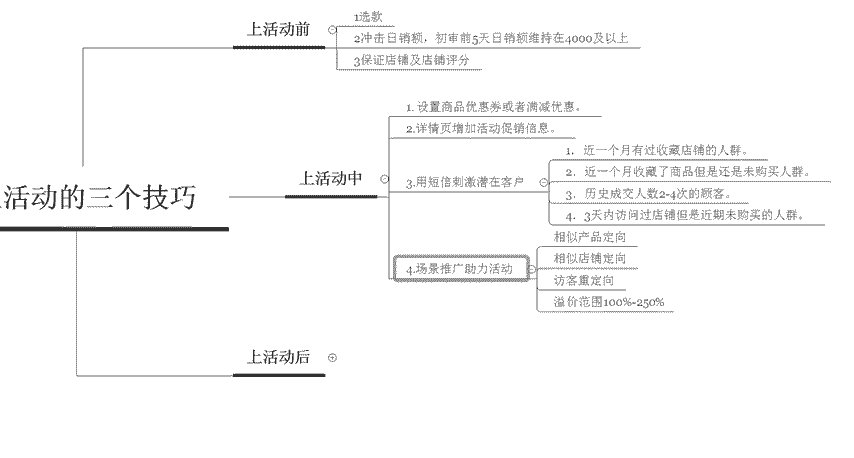 上活动前
1选款
2冲击日销额，初审前5天日销额维持在4000及以上
3保证店铺及店铺评分
活动的三个技巧
上活动中
1. 设置商品优惠券或者满减优惠。
2.详情页增加活动促销信息。
3.用短信刺激潜在客户
1. 近一个月有过收藏店铺的人群。
2. 近一个月收藏了商品但是还是未购买人群。
3. 历史成交人数2-4次的顾客。
4. 3天内访问过店铺但是近期未购买的人群。
4.场景推广助力活动
相似产品定向
相似店铺定向
访客重定向
溢价范围100%-250%
上活动后